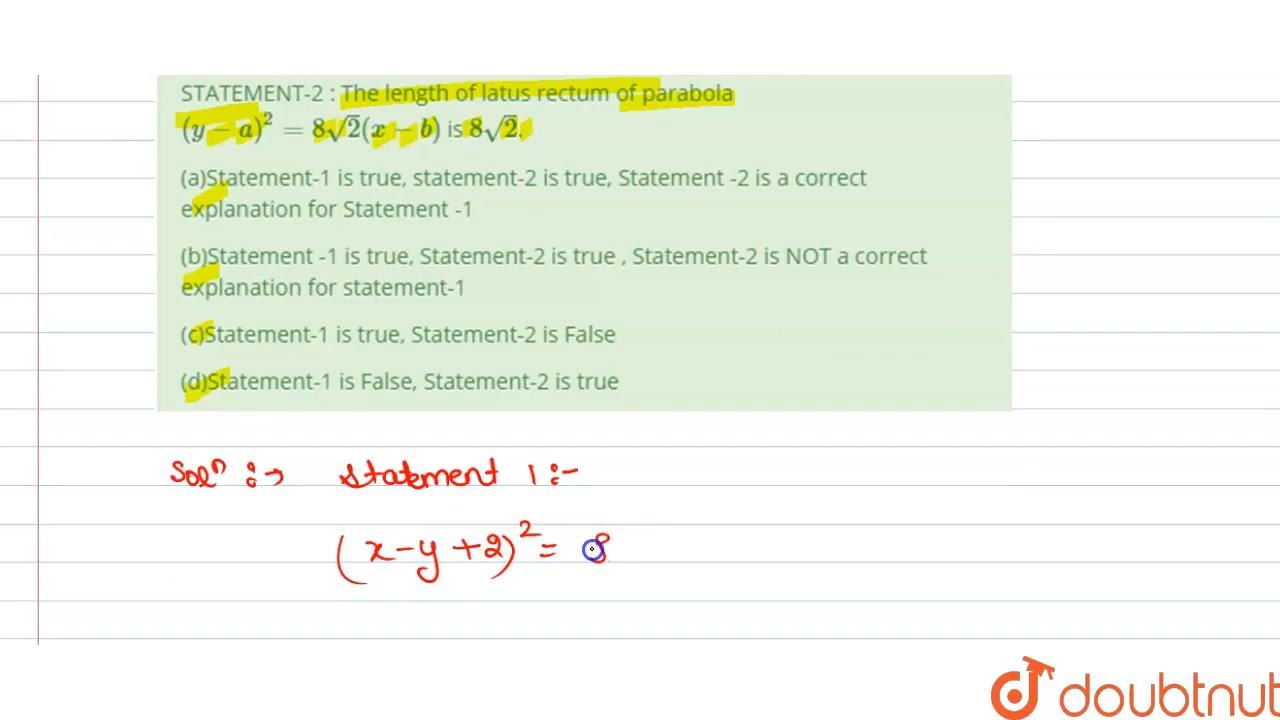 STATEMENT-2 : The length of latus rectum of parabola
(y − a)² = 8√2(x − b) is 8√2.
(a)Statement-1 is true, statement-2 is true, Statement -2 is a correct
explanation for Statement -1
(b)Statement -1 is true, Statement-2 is true , Statement-2 is NOT a correct
explanation for statement-1
(c)Statement-1 is true, Statement-2 is False
(d)Statement-1 is False, Statement-2 is true
Solⁿ :→ Statement 1 :-
(x-y+2)² = 8
doubtnut